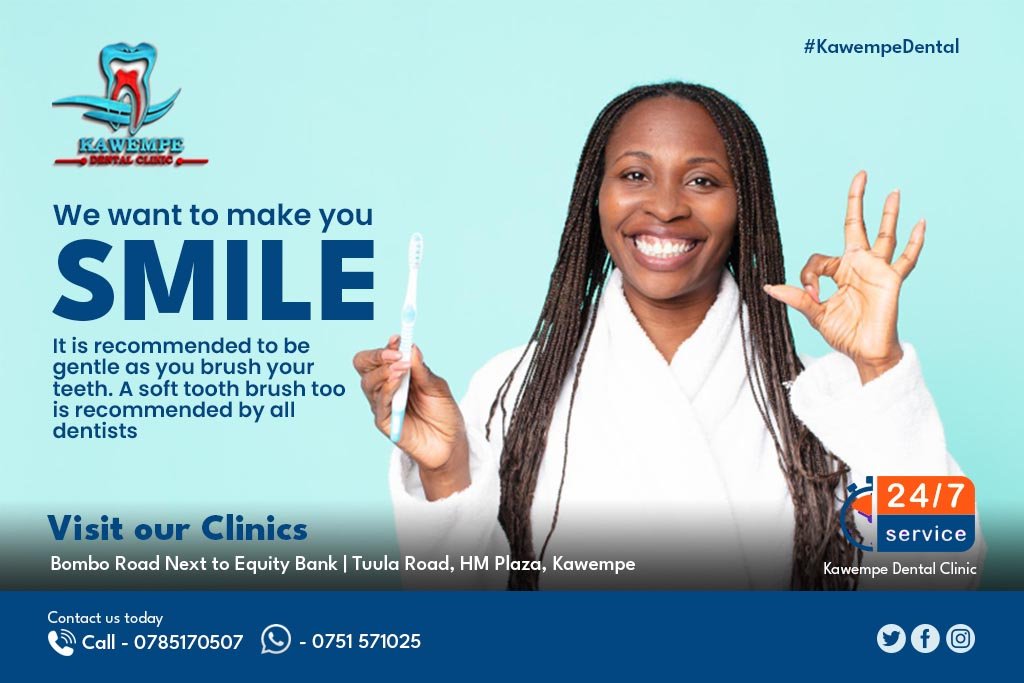 #KawempeDental
KAWEMPE
DENTAL CLINIC
We want to make you
SMILE
It is recommended to be
gentle as you brush your
teeth. A soft tooth brush too
is recommended by all
dentists
Visit our Clinics
Bombo Road Next to Equity Bank | Tuula Road, HM Plaza, Kawempe
24/7
service
Kawempe Dental Clinic
Contact us today
Call - 0785170507 - 0751 571025